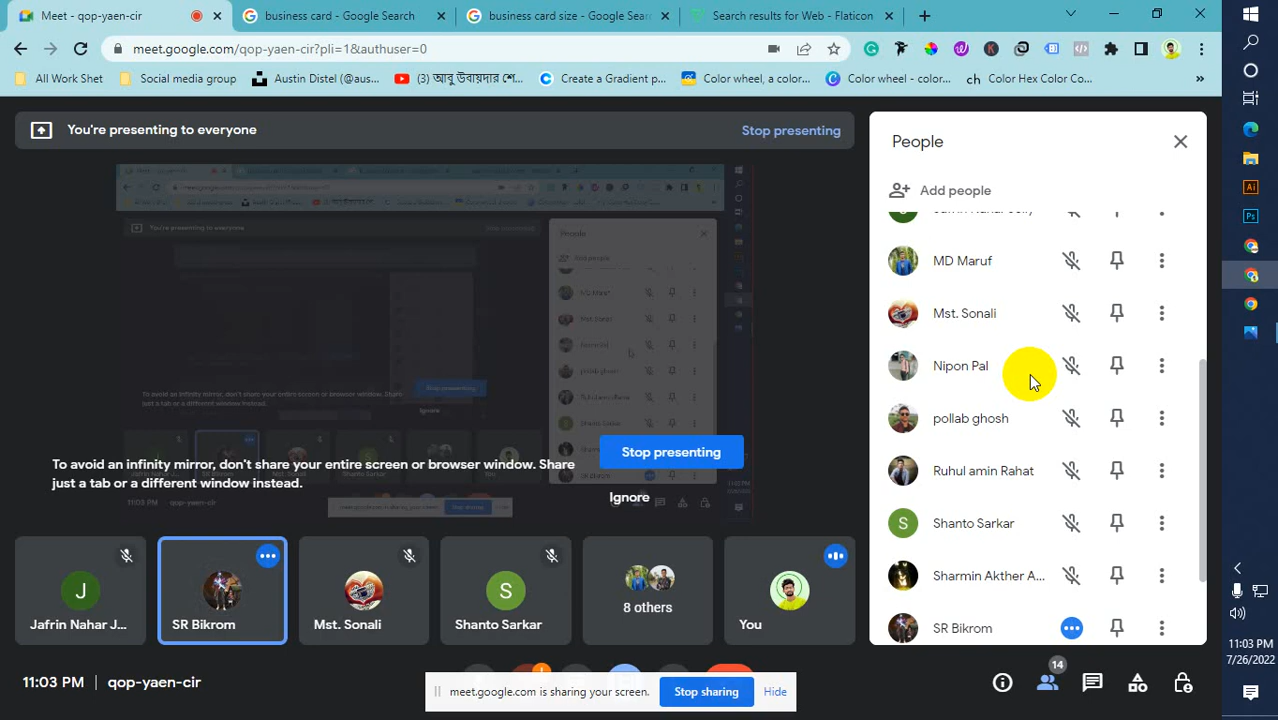 Meet - qop-yaen-cir
business card - Google Search
business card size - Google Sea
Search results for Web - Flaticon
meet.google.com/qop-yaen-cir?pli=1&authuser=0
All Work Shet
Social media group
Austin Distel (@aus...
(3) আবু উবায়দার শে...
Create a Gradient p...
Color wheel, a color...
Color wheel - color...
ch Color Hex Color Co...
»
You're presenting to everyone
Stop presenting
People
Add people
MD Maruf
Mst. Sonali
Nipon Pal
pollab ghosh
Ruhul amin Rahat
S Shanto Sarkar
Sharmin Akther A...
SR Bikrom
To avoid an infinity mirror, don't share your entire screen or browser window. Share
just a tab or a different window instead.
Stop presenting
Ignore
J
Jafrin Nahar J...
SR Bikrom
Mst. Sonali
S
Shanto Sarkar
8 others
You
11:03 PM | qop-yaen-cir
meet.google.com is sharing your screen.
Stop sharing
Hide
14
Ai
Ps
11:03 PM
7/26/2022